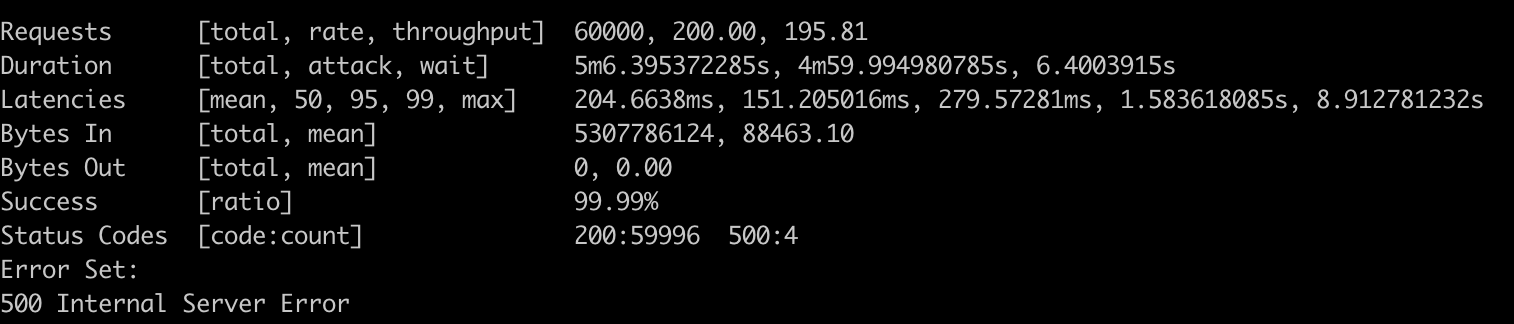 Requests      [total, rate, throughput]  60000, 200.00, 195.81
Duration      [total, attack, wait]      5m6.395372285s, 4m59.994980785s, 6.4003915s
Latencies     [mean, 50, 95, 99, max]    204.6638ms, 151.205016ms, 279.57281ms, 1.583618085s, 8.912781232s
Bytes In      [total, mean]              5307786124, 88463.10
Bytes Out     [total, mean]              0, 0.00
Success       [ratio]                    99.99%
Status Codes  [code:count]               200:59996  500:4
Error Set:
500 Internal Server Error